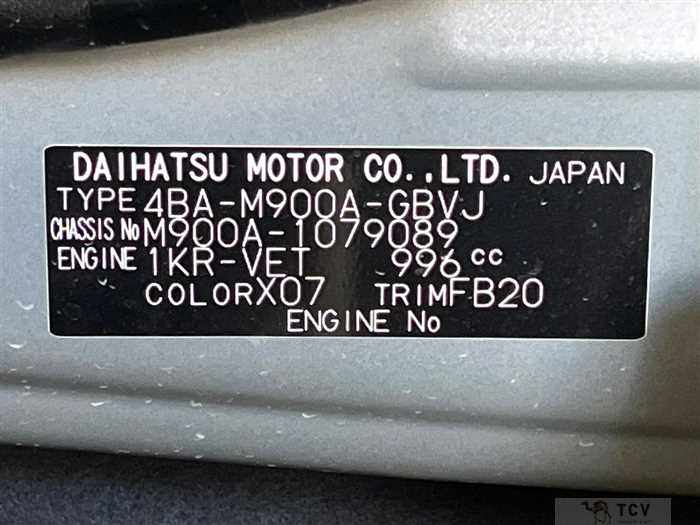 DAIHATSU MOTOR CO.,LTD. JAPAN
TYPE 4BA-M900A-GBVJ
CHASSIS No M900A-1079089
ENGINE 1KR-VET 996 cc
COLOR X07 TRIM FB20
ENGINE No
TCV